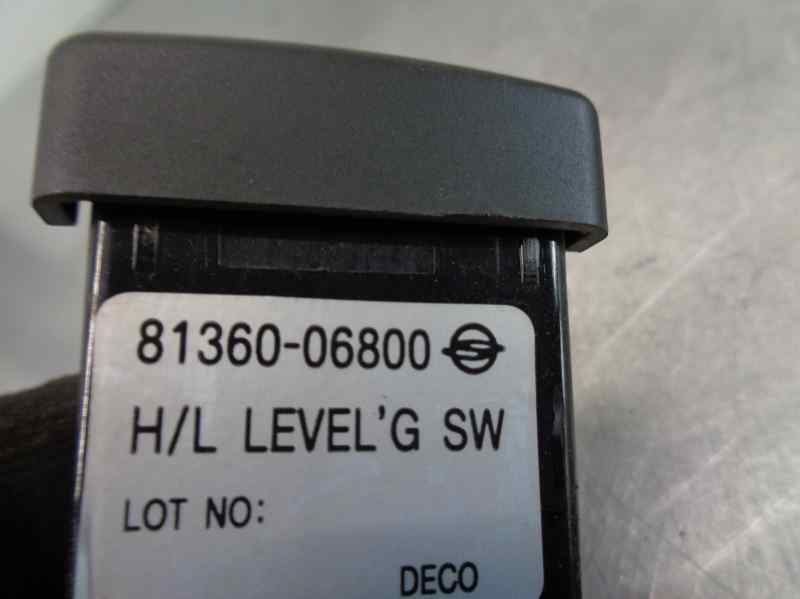 81360-06800
H/L LEVEL'G SW
LOT NO:
DECO